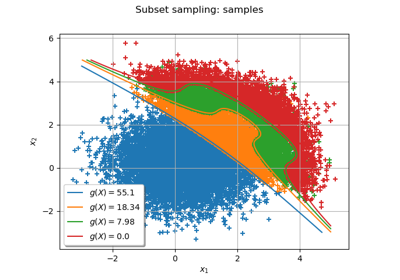 Subset sampling: samples
6
4
2
0
−2
x2
g(X) = 55.1
g(X) = 18.34
g(X) = 7.98
g(X) = 0.0
−2 0 2 4
x1